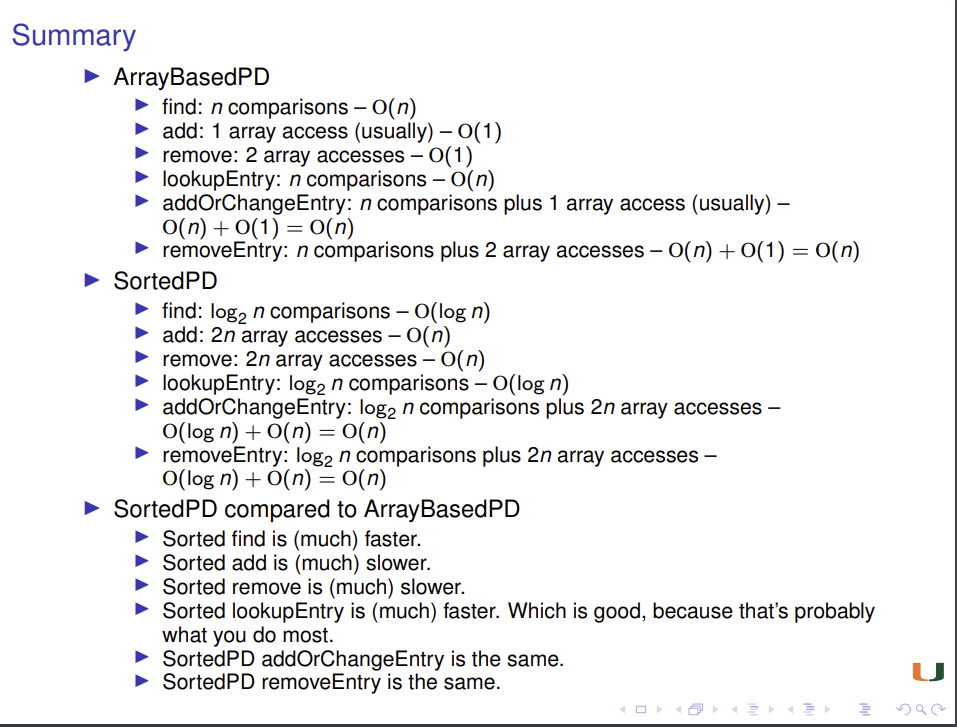 Summary
ArrayBasedPD
find: n comparisons – O(n)
add: 1 array access (usually) – O(1)
remove: 2 array accesses – O(1)
lookupEntry: n comparisons – O(n)
addOrChangeEntry: n comparisons plus 1 array access (usually) –
O(n) + O(1) = O(n)
removeEntry: n comparisons plus 2 array accesses – O(n) + O(1) = O(n)
SortedPD
find: log₂ n comparisons – O(log n)
add: 2n array accesses – O(n)
remove: 2n array accesses – O(n)
lookupEntry: log₂ n comparisons – O(log n)
addOrChangeEntry: log₂ n comparisons plus 2n array accesses –
O(log n) + O(n) = O(n)
removeEntry: log₂ n comparisons plus 2n array accesses –
O(log n) + O(n) = O(n)
SortedPD compared to ArrayBasedPD
Sorted find is (much) faster.
Sorted add is (much) slower.
Sorted remove is (much) slower.
Sorted lookupEntry is (much) faster. Which is good, because that's probably
what you do most.
SortedPD addOrChangeEntry is the same.
SortedPD removeEntry is the same.